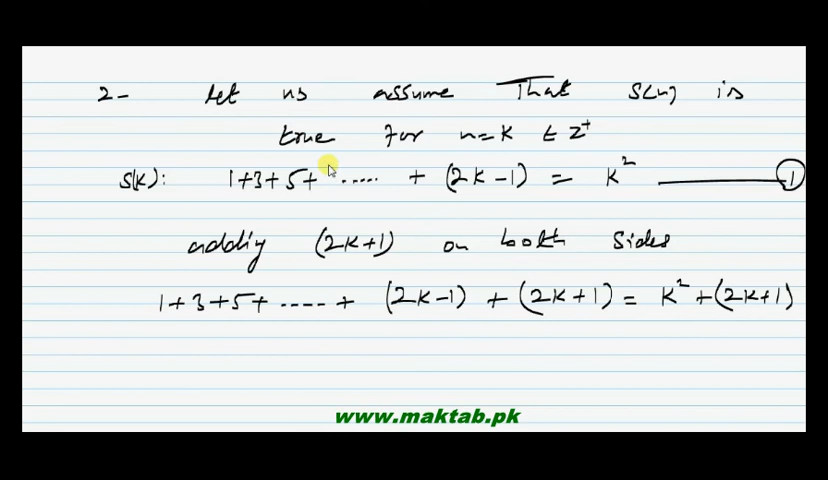 2- let us assume That S(n) is
true for n=K ∈ Z⁺
S(K): 1+3+5+ ..... + (2K-1) = K² ——— ①
addiy (2K+1) on both sides
1+3+5+ ..... + (2K-1) + (2K+1) = K²+(2K+1)
www.maktab.pk